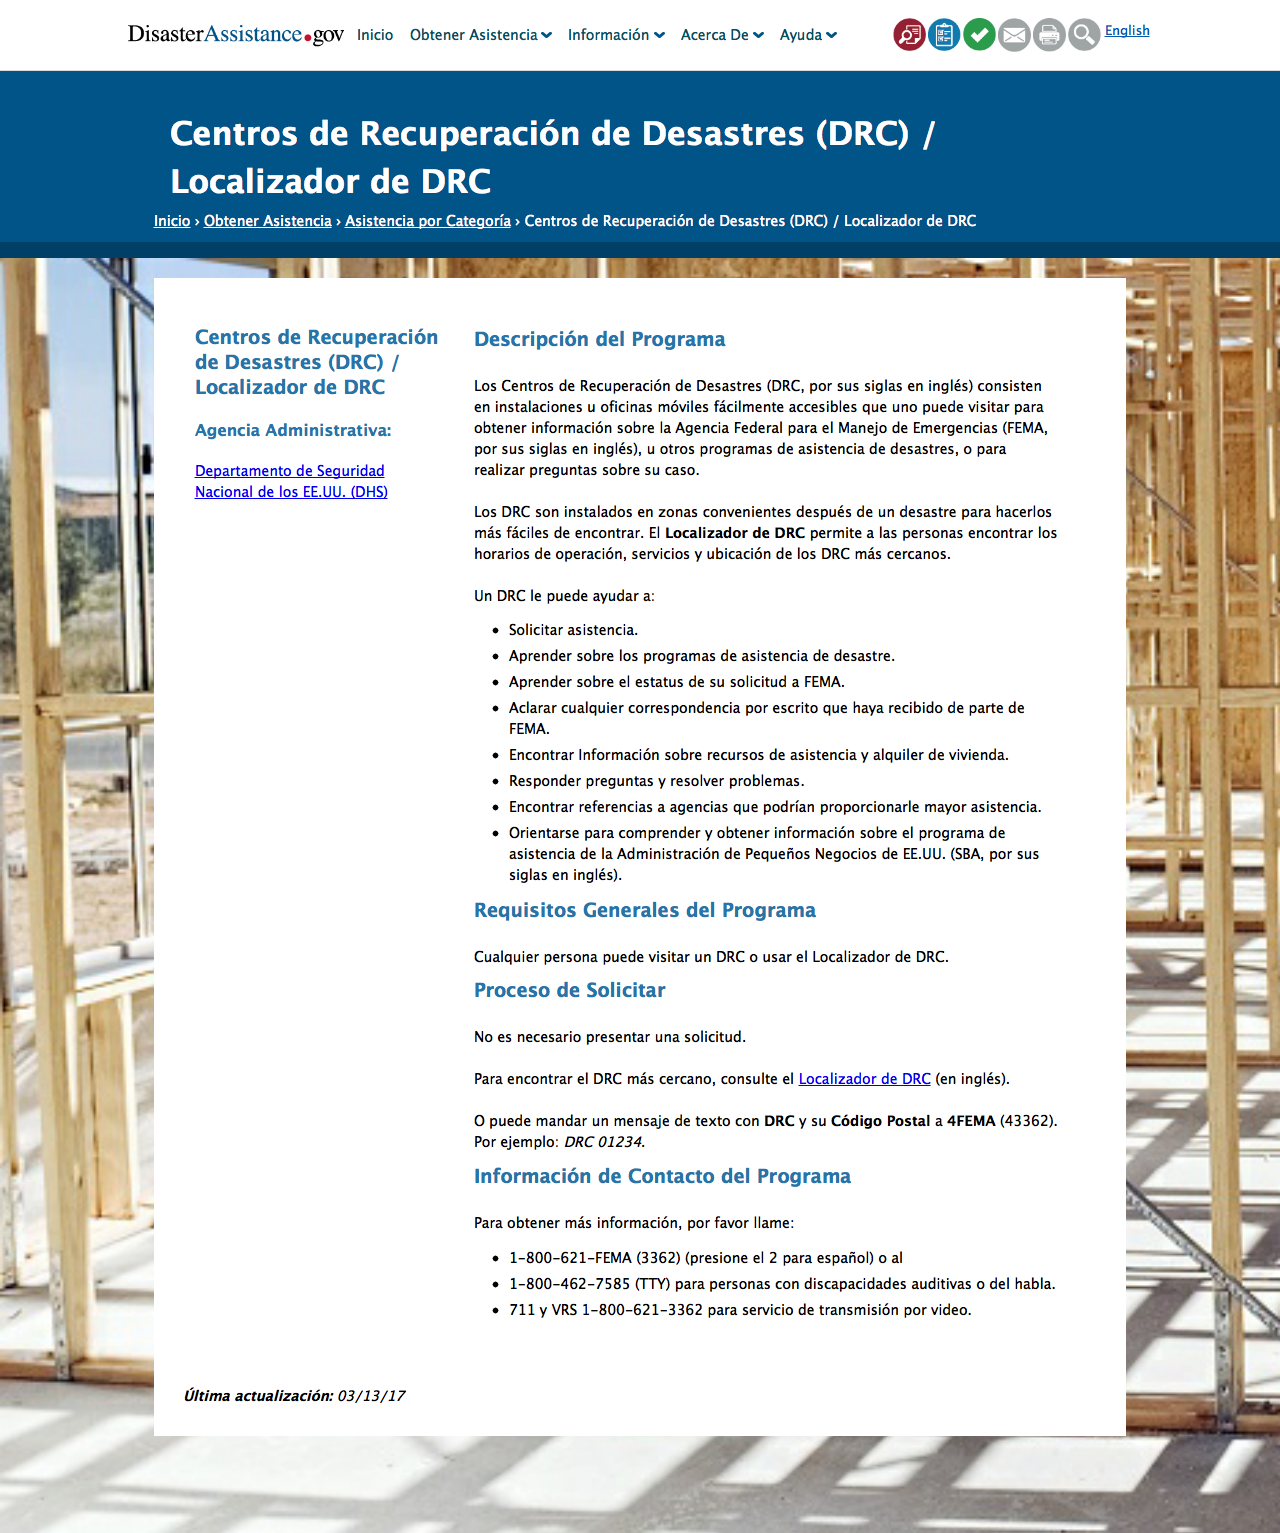 DisasterAssistance.gov Inicio Obtener Asistencia Información Acerca De Ayuda English
Centros de Recuperación de Desastres (DRC) /
Localizador de DRC
Inicio › Obtener Asistencia › Asistencia por Categoría › Centros de Recuperación de Desastres (DRC) / Localizador de DRC
Centros de Recuperación
de Desastres (DRC) /
Localizador de DRC
Agencia Administrativa:
Departamento de Seguridad
Nacional de los EE.UU. (DHS)
Descripción del Programa
Los Centros de Recuperación de Desastres (DRC, por sus siglas en inglés) consisten
en instalaciones u oficinas móviles fácilmente accesibles que uno puede visitar para
obtener información sobre la Agencia Federal para el Manejo de Emergencias (FEMA,
por sus siglas en inglés), u otros programas de asistencia de desastres, o para
realizar preguntas sobre su caso.
Los DRC son instalados en zonas convenientes después de un desastre para hacerlos
más fáciles de encontrar. El Localizador de DRC permite a las personas encontrar los
horarios de operación, servicios y ubicación de los DRC más cercanos.
Un DRC le puede ayudar a:
• Solicitar asistencia.
• Aprender sobre los programas de asistencia de desastre.
• Aprender sobre el estatus de su solicitud a FEMA.
• Aclarar cualquier correspondencia por escrito que haya recibido de parte de
FEMA.
• Encontrar Información sobre recursos de asistencia y alquiler de vivienda.
• Responder preguntas y resolver problemas.
• Encontrar referencias a agencias que podrían proporcionarle mayor asistencia.
• Orientarse para comprender y obtener información sobre el programa de
asistencia de la Administración de Pequeños Negocios de EE.UU. (SBA, por sus
siglas en inglés).
Requisitos Generales del Programa
Cualquier persona puede visitar un DRC o usar el Localizador de DRC.
Proceso de Solicitar
No es necesario presentar una solicitud.
Para encontrar el DRC más cercano, consulte el Localizador de DRC (en inglés).
O puede mandar un mensaje de texto con DRC y su Código Postal a 4FEMA (43362).
Por ejemplo: DRC 01234.
Información de Contacto del Programa
Para obtener más información, por favor llame:
• 1-800-621-FEMA (3362) (presione el 2 para español) o al
• 1-800-462-7585 (TTY) para personas con discapacidades auditivas o del habla.
• 711 y VRS 1-800-621-3362 para servicio de transmisión por video.
Última actualización: 03/13/17